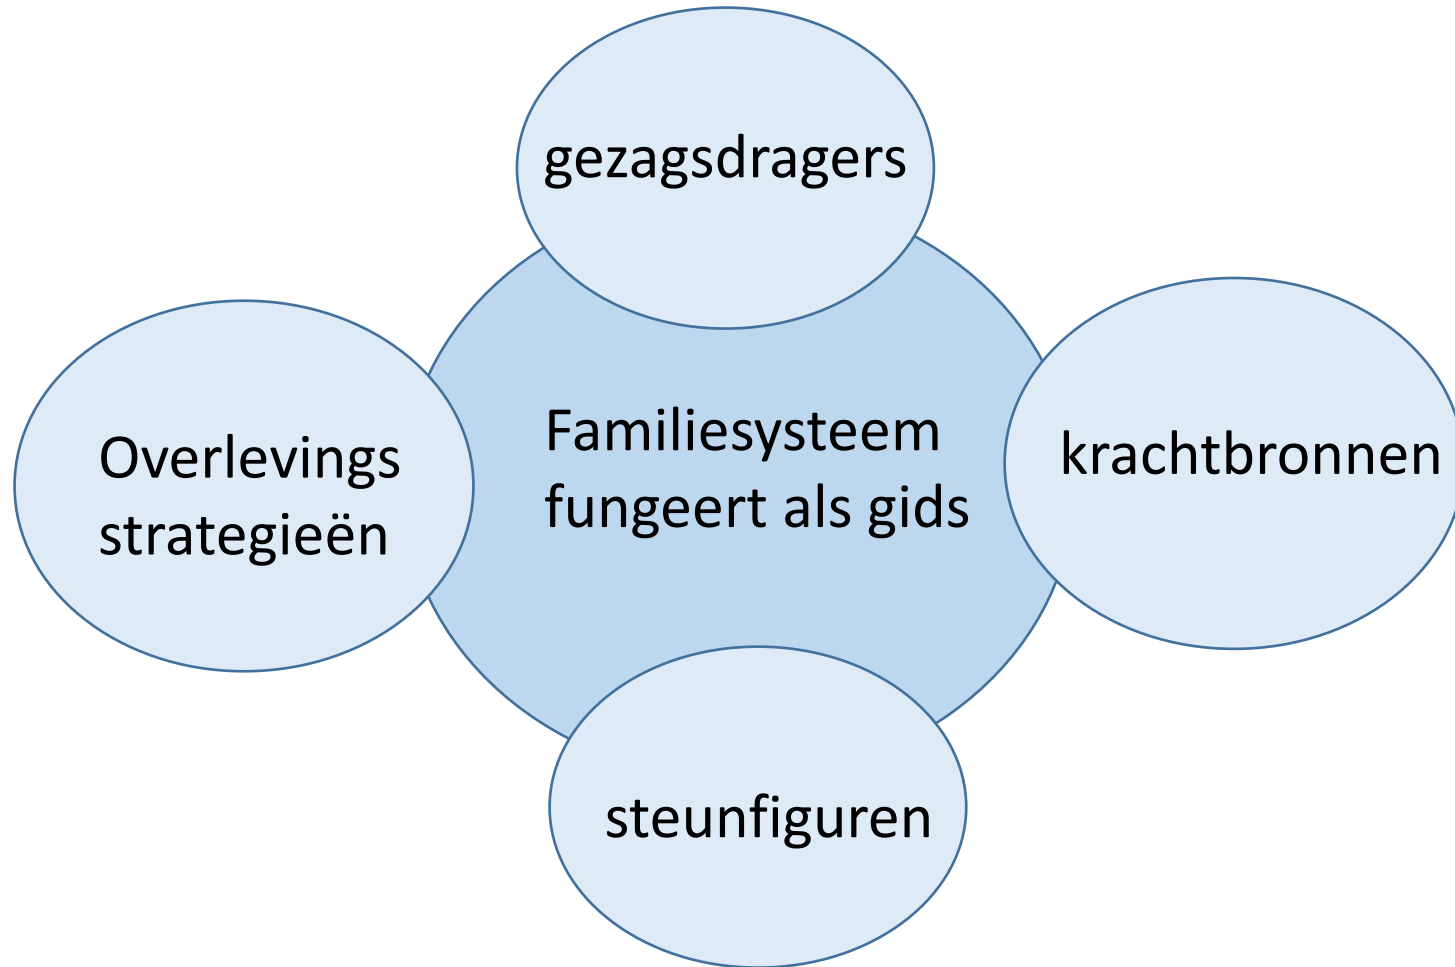 gezagsdragers
Familiesysteem
fungeert als gids
krachtbronnen
Overlevings
strategieën
steunfiguren